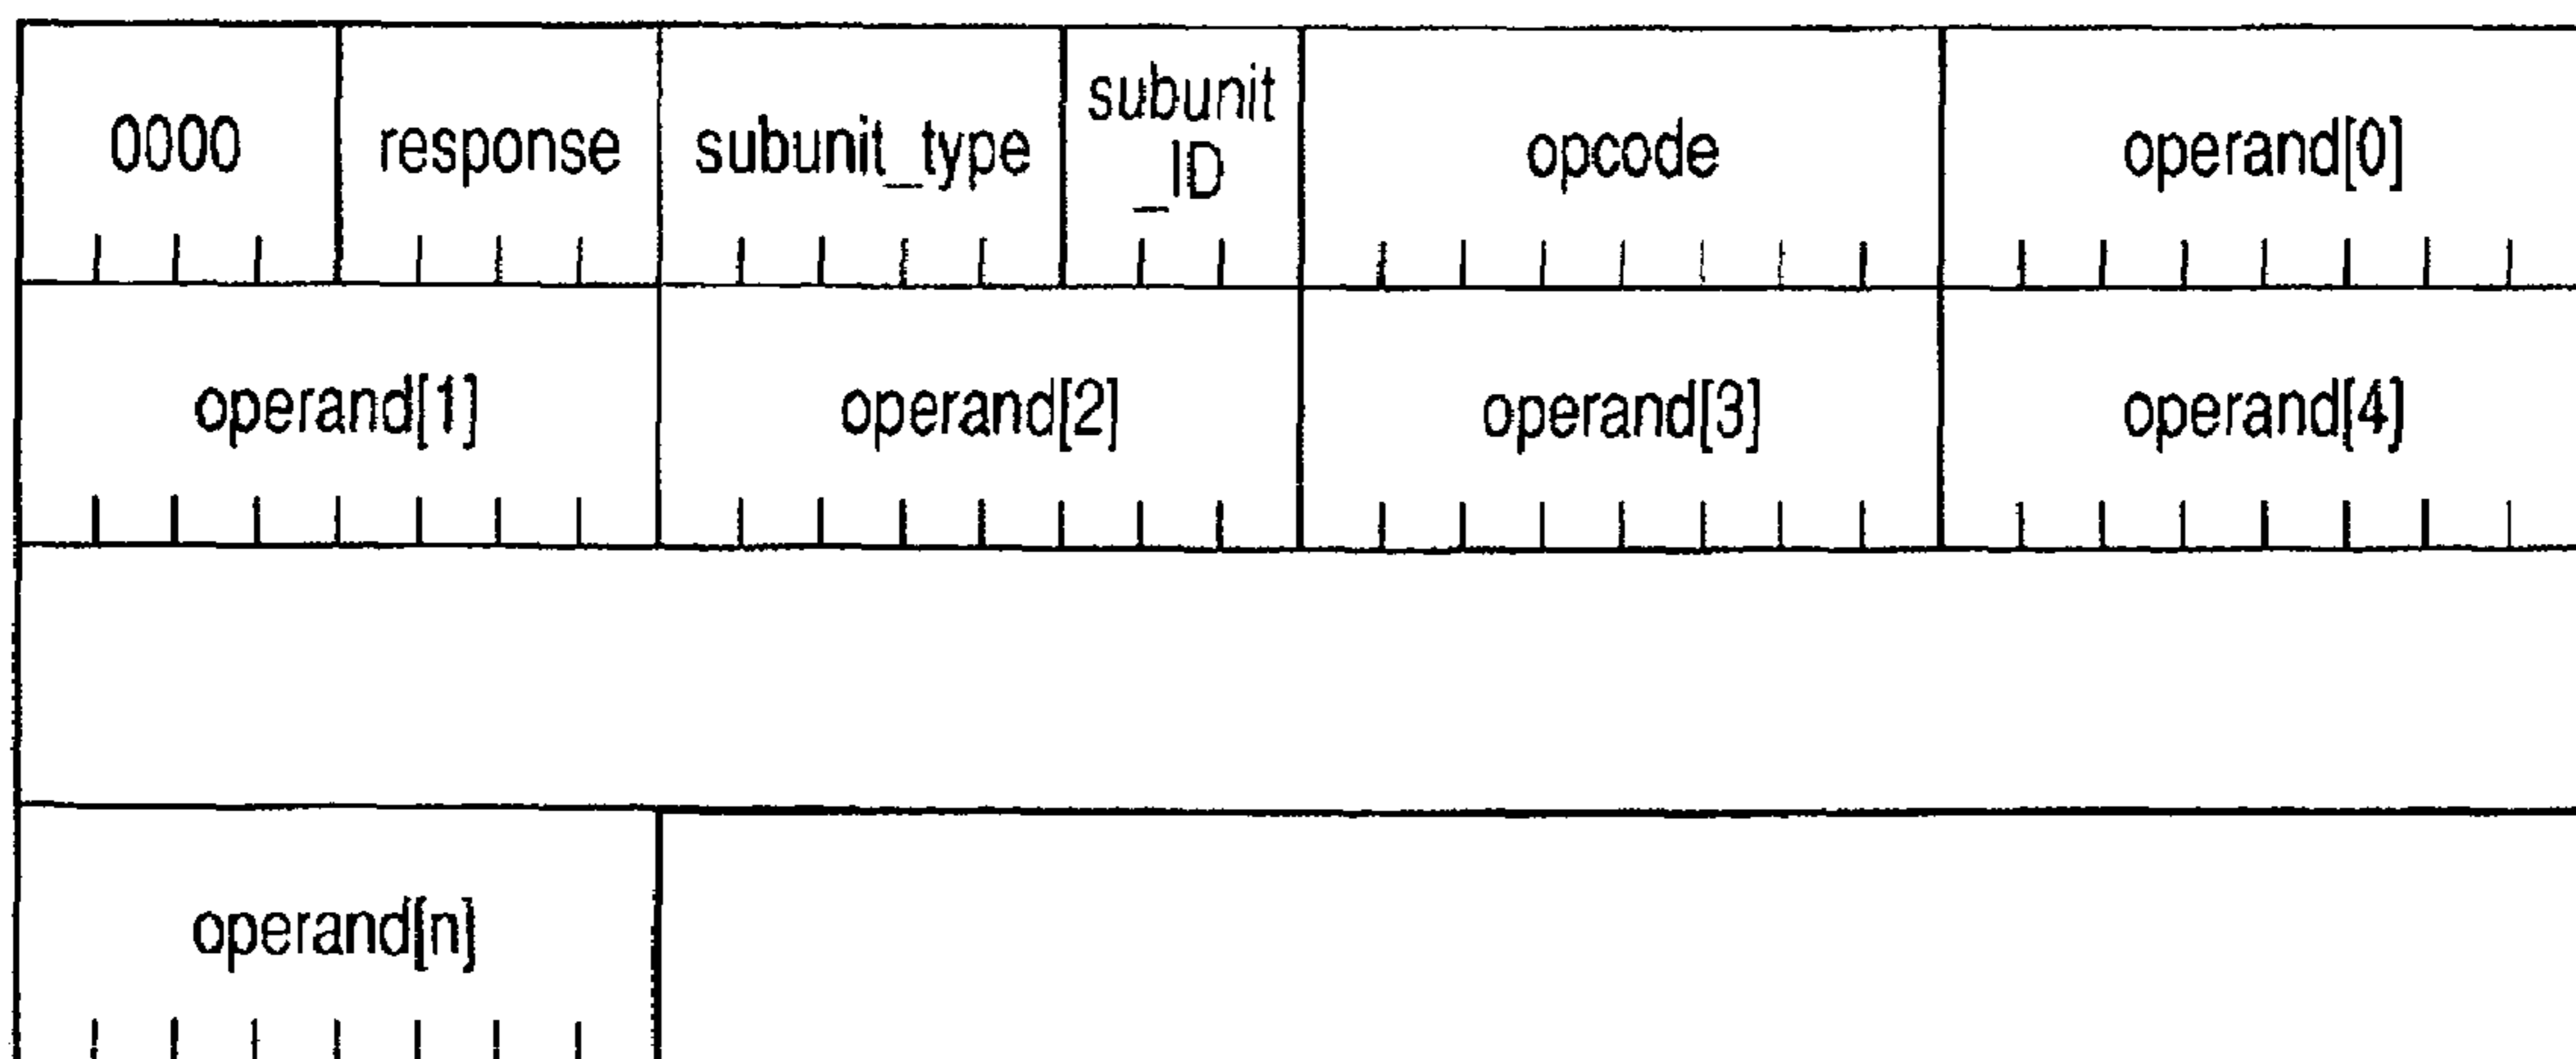 0000 response subunit_type subunit
_ID opcode operand[0]
operand[1] operand[2] operand[3] operand[4]
operand[n]